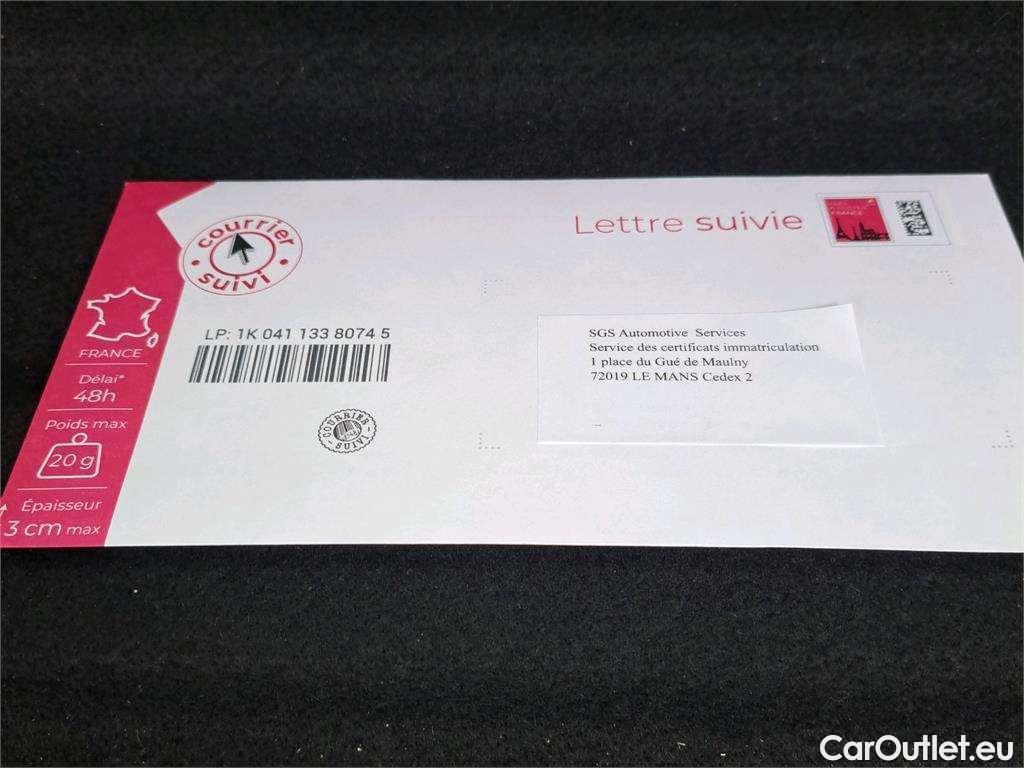 Lettre suivie
FRANCE
courrier
suivi
LP: 1K 041 133 8074 5
SGS Automotive Services
Service des certificats immatriculation
1 place du Gué de Maulny
72019 LE MANS Cedex 2
FRANCE
Délai*
48h
Poids max
20 g
Épaisseur
3 cm max
COURRIER
SUIVI
CarOutlet.eu